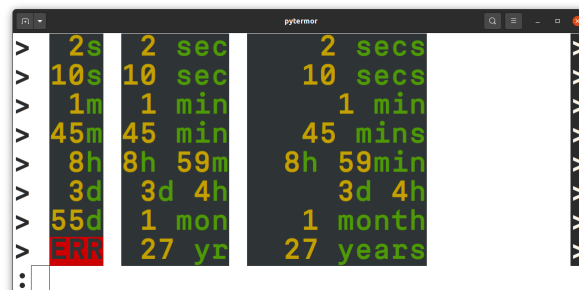 pytermor
> 2s 2 sec 2 secs >
> 10s 10 sec 10 secs >
> 1m 1 min 1 min >
> 45m 45 min 45 mins >
> 8h 8h 59m 8h 59min >
> 3d 3d 4h 3d 4h >
> 55d 1 mon 1 month >
> ERR 27 yr 27 years >
: